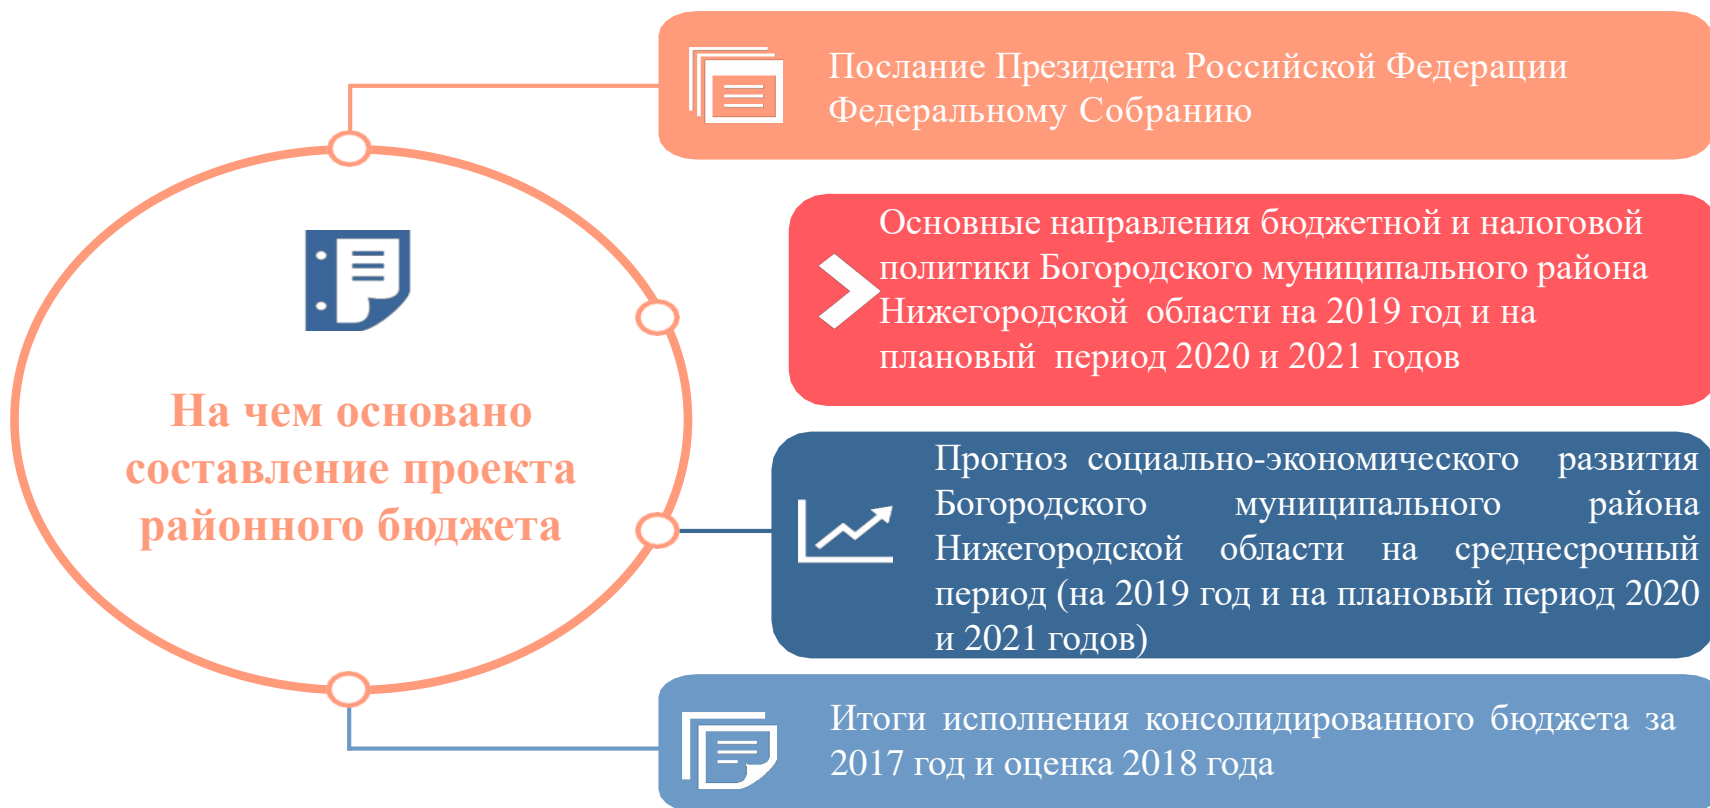 Послание Президента Российской Федерации
Федеральному Собранию
Основные направления бюджетной и налоговой
политики Богородского муниципального района
Нижегородской области на 2019 год и на
плановый период 2020 и 2021 годов
На чем основано
составление проекта
районного бюджета
Прогноз социально-экономического развития
Богородского муниципального района
Нижегородской области на среднесрочный
период (на 2019 год и на плановый период 2020
и 2021 годов)
Итоги исполнения консолидированного бюджета за
2017 год и оценка 2018 года